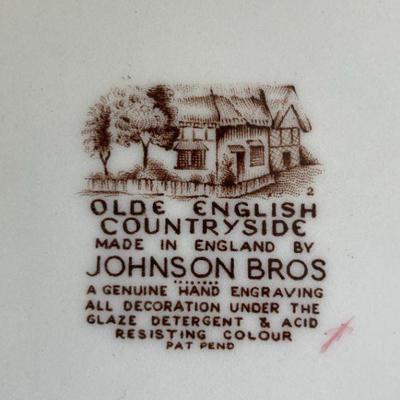 2
OLDE ENGLISH
COUNTRYSIDE
MADE IN ENGLAND BY
JOHNSON BROS
A GENUINE HAND ENGRAVING
ALL DECORATION UNDER THE
GLAZE DETERGENT & ACID
RESISTING COLOUR
PAT PEND